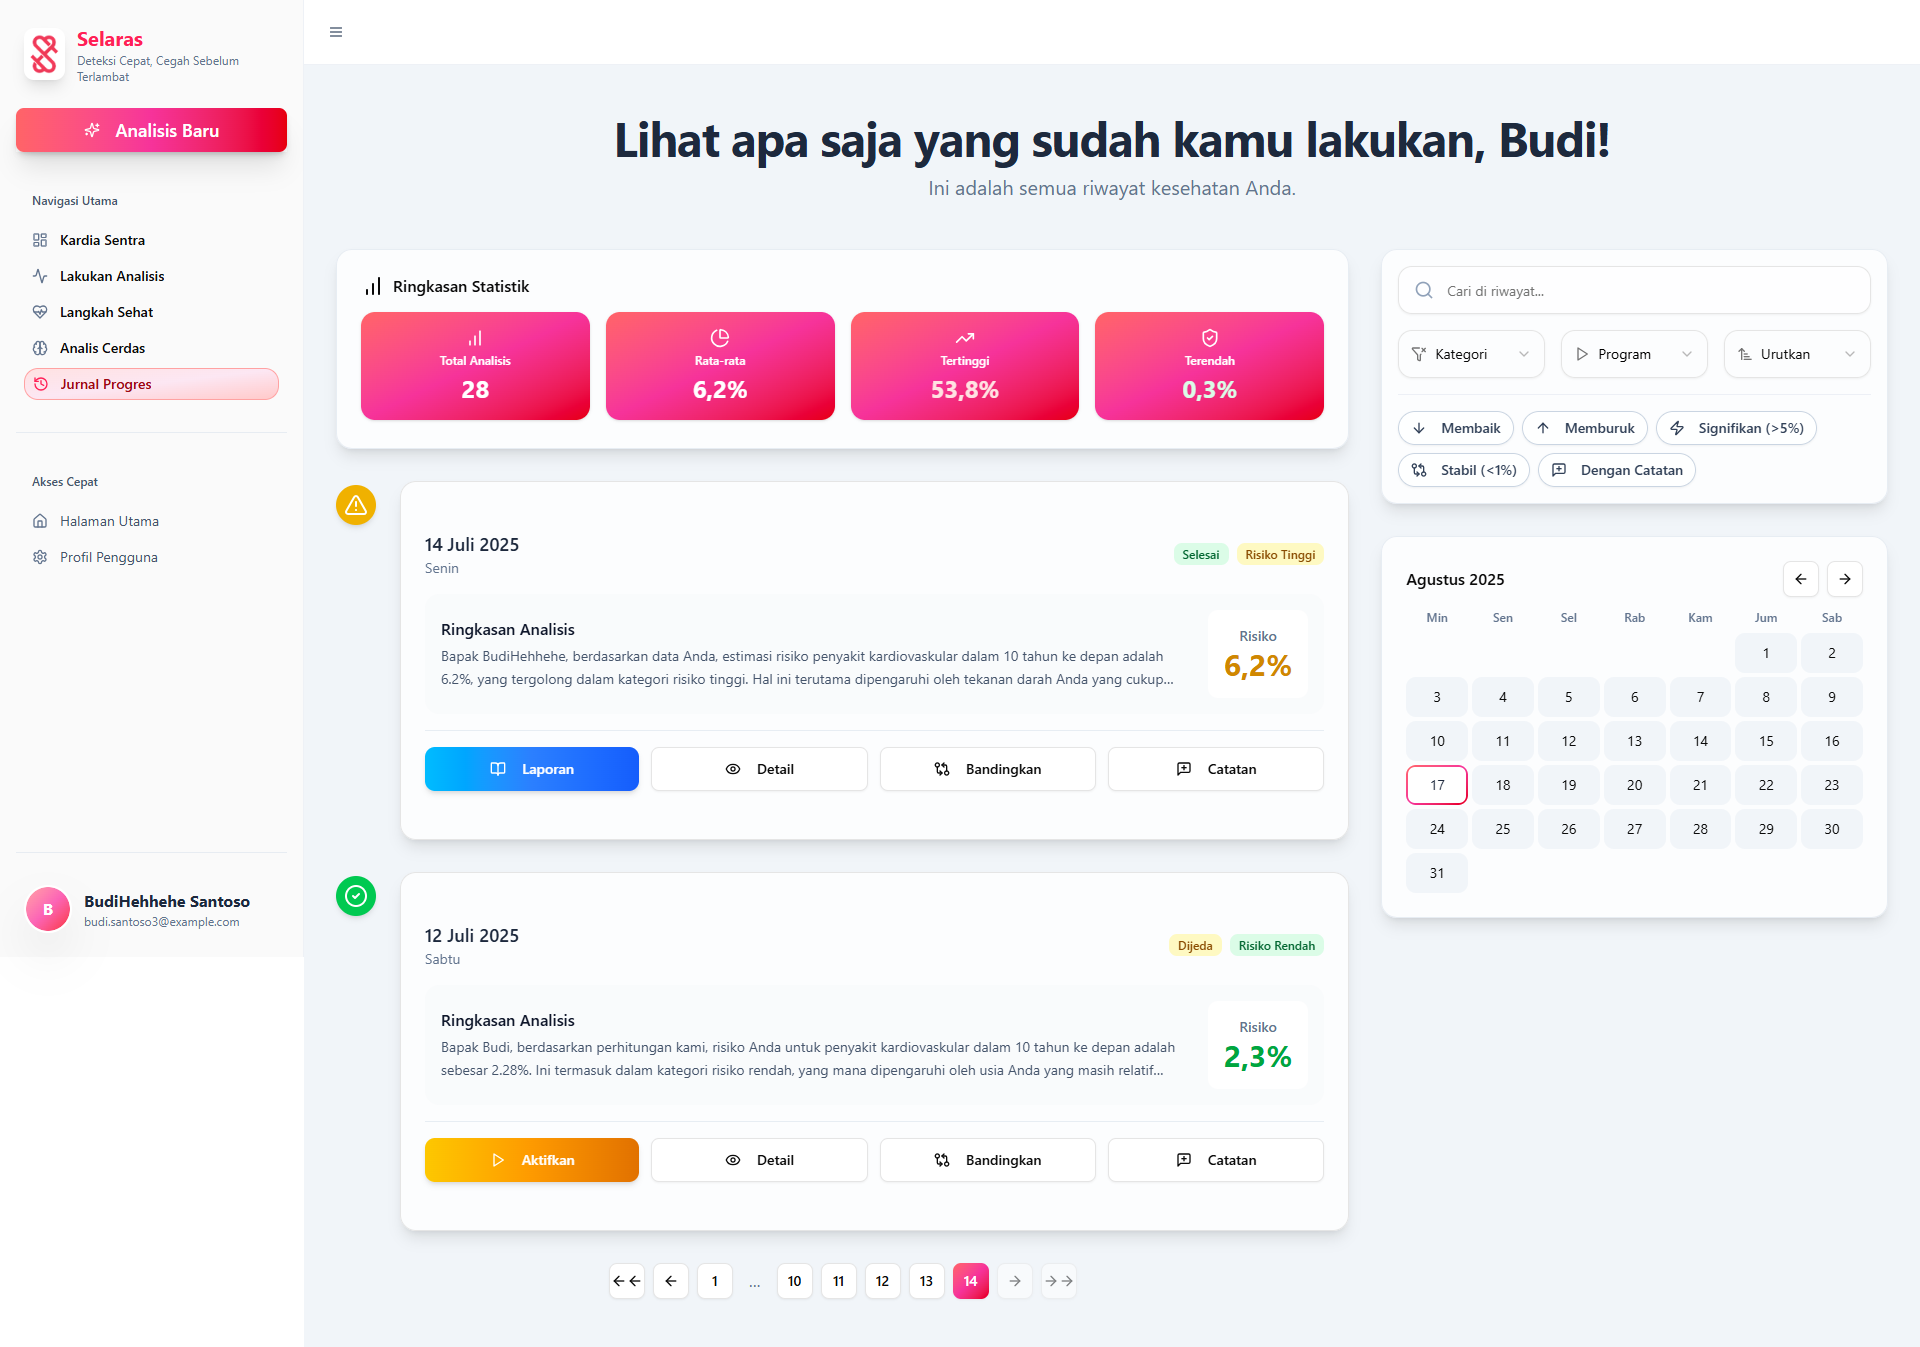 Selaras
Deteksi Cepat, Cegah Sebelum
Terlambat
Analisis Baru
Navigasi Utama
Kardia Sentra
Lakukan Analisis
Langkah Sehat
Analis Cerdas
Jurnal Progres
Akses Cepat
Halaman Utama
Profil Pengguna
B
BudiHehhehe Santoso
budi.santoso3@example.com
Lihat apa saja yang sudah kamu lakukan, Budi!
Ini adalah semua riwayat kesehatan Anda.
Ringkasan Statistik
Total Analisis
28
Rata-rata
6,2%
Tertinggi
53,8%
Terendah
0,3%
14 Juli 2025
Senin
Selesai
Risiko Tinggi
Ringkasan Analisis
Bapak BudiHehhehe, berdasarkan data Anda, estimasi risiko penyakit kardiovaskular dalam 10 tahun ke depan adalah
6.2%, yang tergolong dalam kategori risiko tinggi. Hal ini terutama dipengaruhi oleh tekanan darah Anda yang cukup...
Risiko
6,2%
Laporan
Detail
Bandingkan
Catatan
12 Juli 2025
Sabtu
Dijeda
Risiko Rendah
Ringkasan Analisis
Bapak Budi, berdasarkan perhitungan kami, risiko Anda untuk penyakit kardiovaskular dalam 10 tahun ke depan adalah
sebesar 2.28%. Ini termasuk dalam kategori risiko rendah, yang mana dipengaruhi oleh usia Anda yang masih relatif...
Risiko
2,3%
Aktifkan
Detail
Bandingkan
Catatan
1 ... 10 11 12 13 14
Cari di riwayat...
Kategori
Program
Urutkan
Membaik
Memburuk
Signifikan (>5%)
Stabil (<1%)
Dengan Catatan
Agustus 2025
Min Sen Sel Rab Kam Jum Sab
1 2
3 4 5 6 7 8 9
10 11 12 13 14 15 16
17 18 19 20 21 22 23
24 25 26 27 28 29 30
31